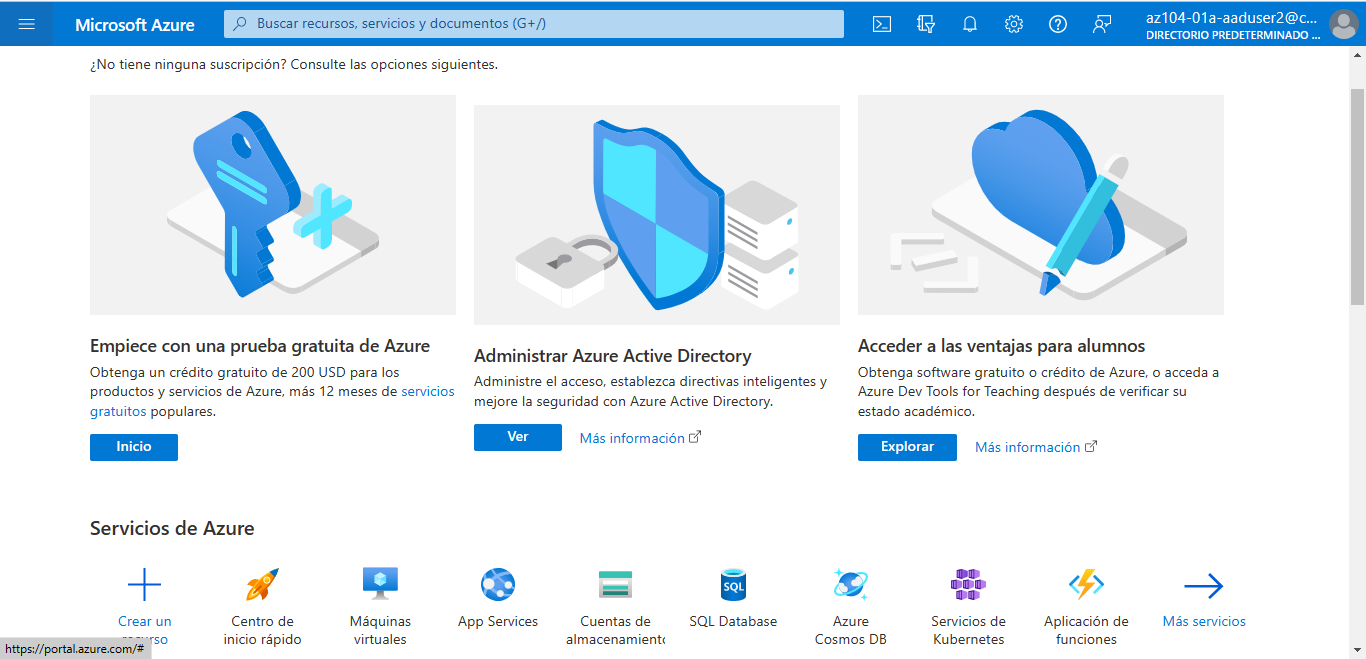 Microsoft Azure
Buscar recursos, servicios y documentos (G+/)
az104-01a-aaduser2@c...
DIRECTORIO PREDETERMINADO ...
¿No tiene ninguna suscripción? Consulte las opciones siguientes.
Empiece con una prueba gratuita de Azure
Obtenga un crédito gratuito de 200 USD para los
productos y servicios de Azure, más 12 meses de servicios
gratuitos populares.
Inicio
Administrar Azure Active Directory
Administre el acceso, establezca directivas inteligentes y
mejore la seguridad con Azure Active Directory.
Ver
Más información
Acceder a las ventajas para alumnos
Obtenga software gratuito o crédito de Azure, o acceda a
Azure Dev Tools for Teaching después de verificar su
estado académico.
Explorar
Más información
Servicios de Azure
Crear un
recurso
Centro de
inicio rápido
Máquinas
virtuales
App Services
Cuentas de
almacenamiento
SQL
SQL Database
Azure
Cosmos DB
Servicios de
Kubernetes
Aplicación de
funciones
Más servicios
https://portal.azure.com/#